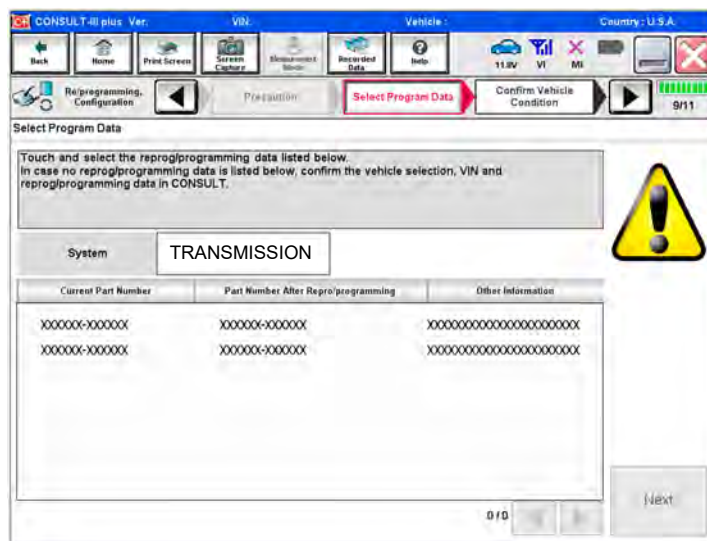 CONSULT-III plus Ver. VIN: Vehicle : Country : U.S.A.
Back Home Print Screen Screen Capture Measurement Mode Recorded Data Help 11.8V VI MI
Re/programming, Configuration Precaution Select Program Data Confirm Vehicle Condition 9/11
Select Program Data
Touch and select the reprog/programming data listed below.
In case no reprog/programming data is listed below, confirm the vehicle selection, VIN and
reprog/programming data in CONSULT.
System TRANSMISSION
Current Part Number Part Number After Repro/programming Other Information
XXXXXX-XXXXXX XXXXXX-XXXXXX XXXXXXXXXXXXXXXXXXXXXXX
XXXXXX-XXXXXX XXXXXX-XXXXXX XXXXXXXXXXXXXXXXXXXXXXX
0/0
Next